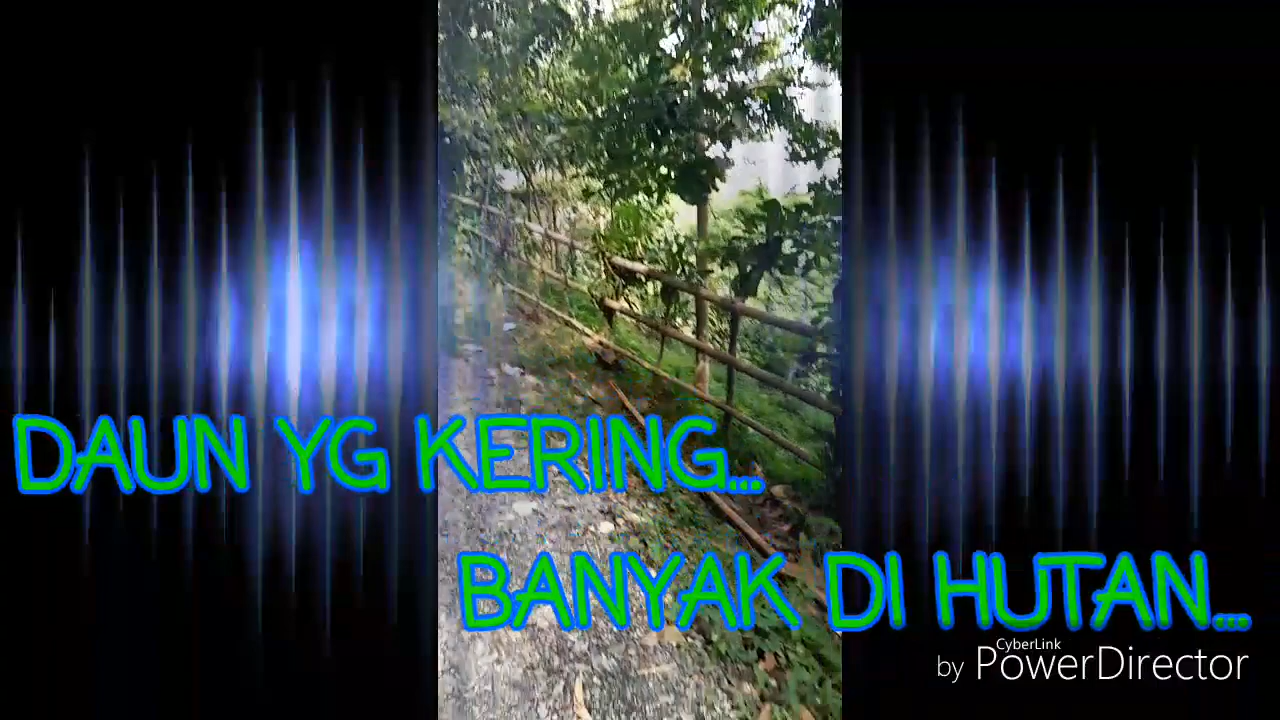 DAUN YG KERING...
BANYAK DI HUTAN...
CyberLink
by PowerDirector